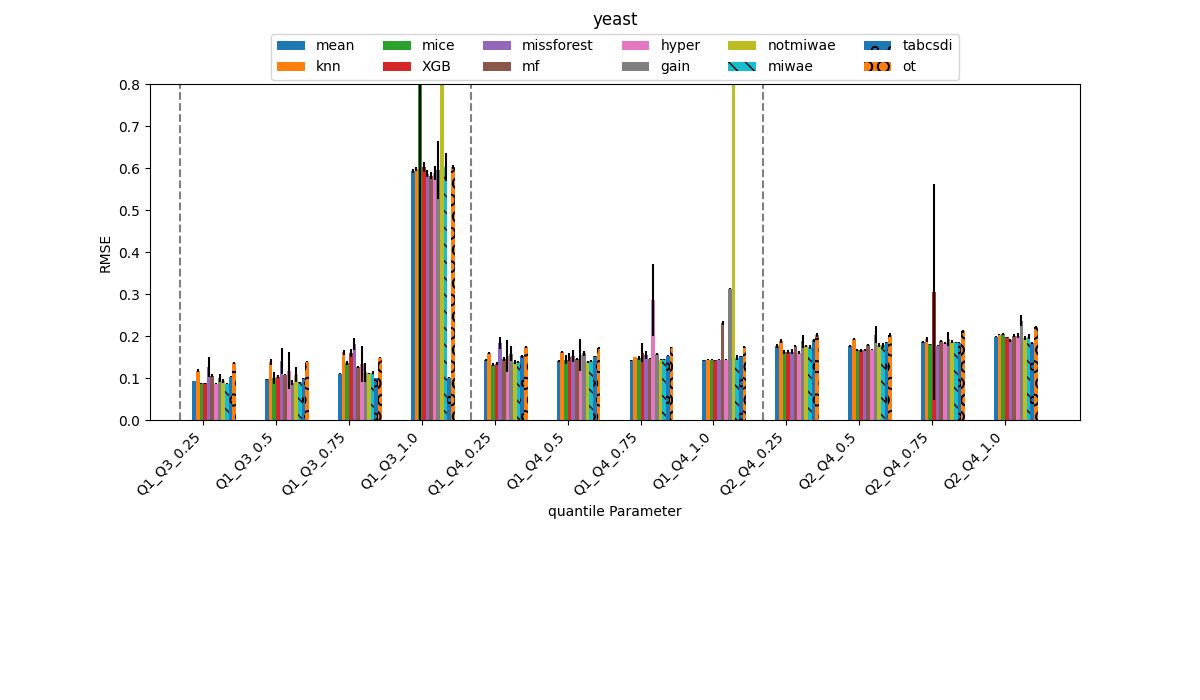 yeast
mean mice missforest hyper notmiwae tabcsdi
knn XGB mf gain miwae ot
0.8
0.7
0.6
0.5
0.4
0.3
0.2
0.1
0.0
RMSE
Q1_Q3_0.25
Q1_Q3_0.5
Q1_Q3_0.75
Q1_Q3_1.0
Q1_Q4_0.25
Q1_Q4_0.5
Q1_Q4_0.75
Q1_Q4_1.0
Q2_Q4_0.25
Q2_Q4_0.5
Q2_Q4_0.75
Q2_Q4_1.0
quantile Parameter